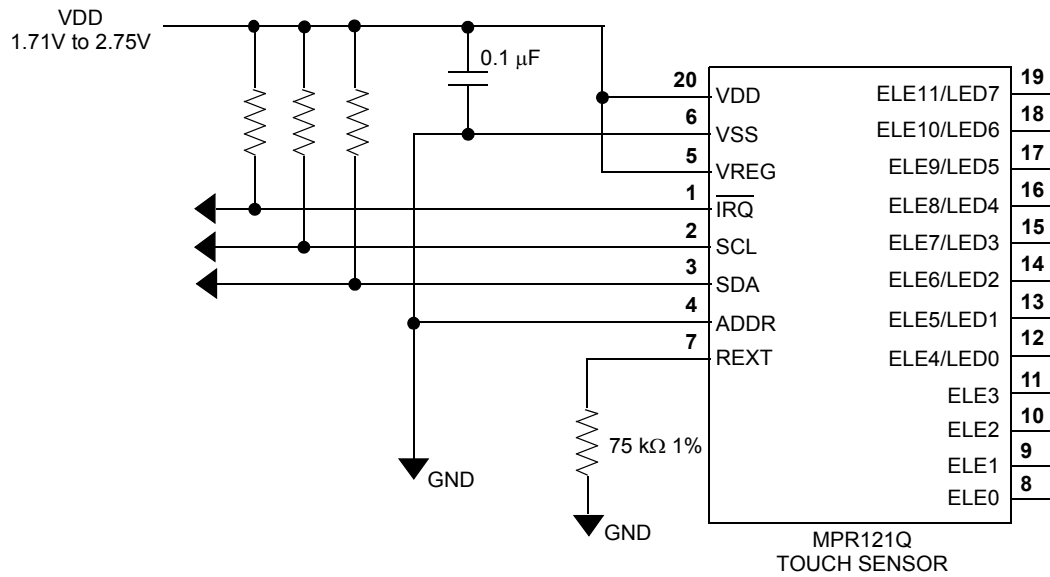 VDD
1.71V to 2.75V
0.1 μF
20
VDD
6
VSS
5
VREG
1
IRQ
2
SCL
3
SDA
4
ADDR
7
REXT
75 kΩ 1%
GND
GND
19
ELE11/LED7
18
ELE10/LED6
17
ELE9/LED5
16
ELE8/LED4
15
ELE7/LED3
14
ELE6/LED2
13
ELE5/LED1
12
ELE4/LED0
11
ELE3
10
ELE2
9
ELE1
8
ELE0
MPR121Q
TOUCH SENSOR